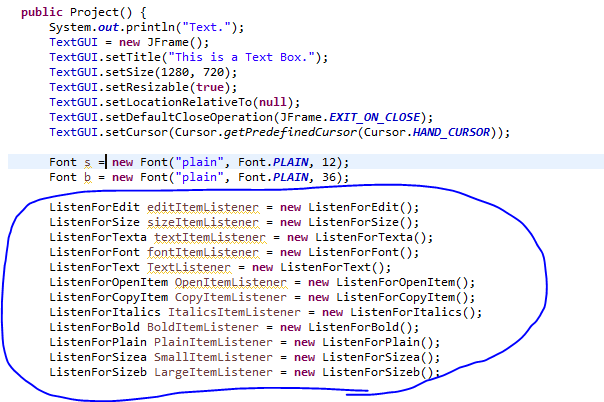 public Project() {
System.out.println("Text.");
TextGUI = new JFrame();
TextGUI.setTitle("This is a Text Box.");
TextGUI.setSize(1280, 720);
TextGUI.setResizable(true);
TextGUI.setLocationRelativeTo(null);
TextGUI.setDefaultCloseOperation(JFrame.EXIT_ON_CLOSE);
TextGUI.setCursor(Cursor.getPredefinedCursor(Cursor.HAND_CURSOR));
Font s = new Font("plain", Font.PLAIN, 12);
Font b = new Font("plain", Font.PLAIN, 36);
ListenForEdit editItemListener = new ListenForEdit();
ListenForSize sizeItemListener = new ListenForSize();
ListenForTexta textItemListener = new ListenForTexta();
ListenForFont fontItemListener = new ListenForFont();
ListenForText TextListener = new ListenForText();
ListenForOpenItem OpenItemListener = new ListenForOpenItem();
ListenForCopyItem CopyItemListener = new ListenForCopyItem();
ListenForItalics ItalicsItemListener = new ListenForItalics();
ListenForBold BoldItemListener = new ListenForBold();
ListenForPlain PlainItemListener = new ListenForPlain();
ListenForSizea SmallItemListener = new ListenForSizea();
ListenForSizeb LargeItemListener = new ListenForSizeb();